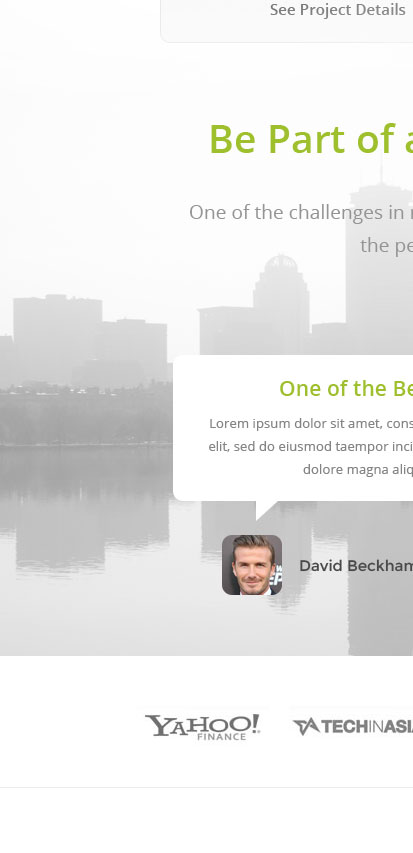 See Project Details
Be Part of a
One of the challenges in
the pe
One of the Be
Lorem ipsum dolor sit amet, cons
elit, sed do eiusmod taempor inci
dolore magna aliq
David Beckham
YAHOO!
FINANCE
TECHINASIA